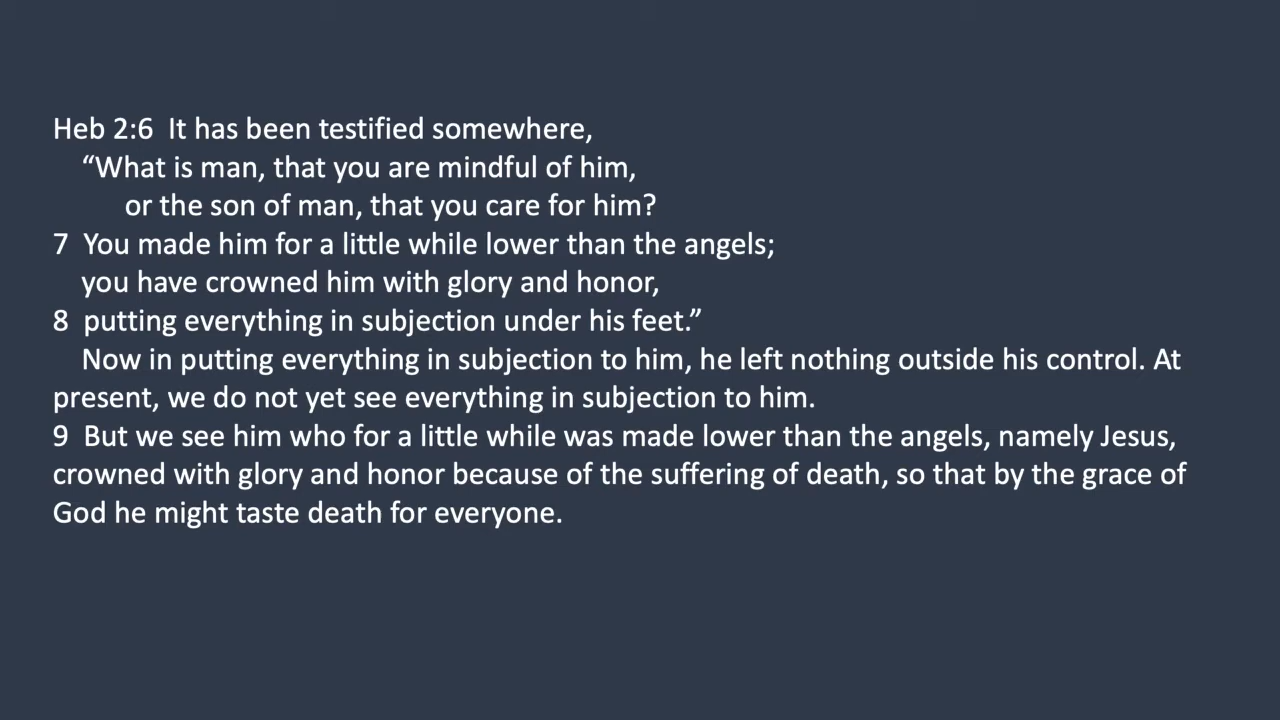 Heb 2:6  It has been testified somewhere,
“What is man, that you are mindful of him,
or the son of man, that you care for him?
7  You made him for a little while lower than the angels;
you have crowned him with glory and honor,
8  putting everything in subjection under his feet.”
Now in putting everything in subjection to him, he left nothing outside his control. At
present, we do not yet see everything in subjection to him.
9  But we see him who for a little while was made lower than the angels, namely Jesus,
crowned with glory and honor because of the suffering of death, so that by the grace of
God he might taste death for everyone.